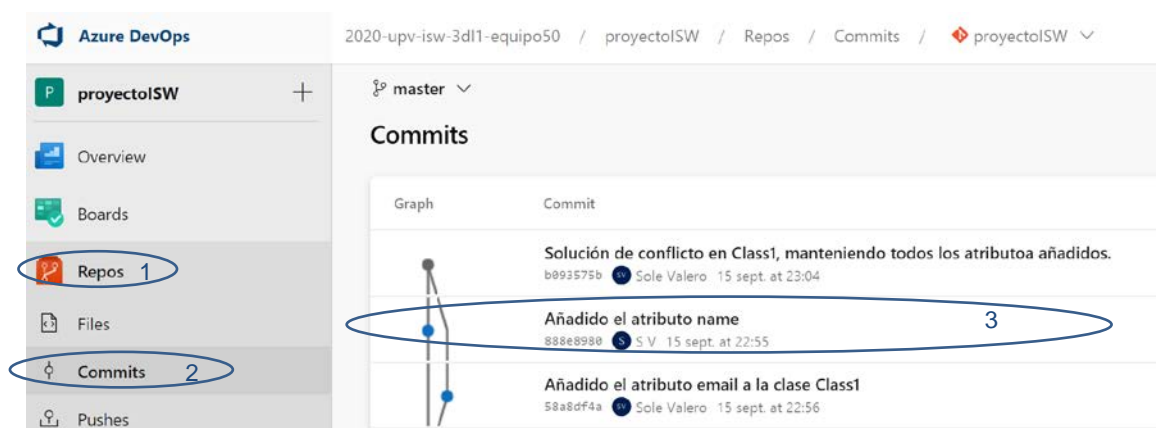 Azure DevOps
2020-upv-isw-3dl1-equipo50 / proyectoISW / Repos / Commits / proyectoISW
P proyectoISW +
master
Commits
Overview
Boards
Repos 1
Files
Commits 2
Pushes
Graph Commit
Solución de conflicto en Class1, manteniendo todos los atributoa añadidos.
b093575b SV Sole Valero 15 sept. at 23:04
Añadido el atributo name 3
888e8980 S S V 15 sept. at 22:55
Añadido el atributo email a la clase Class1
58a8df4a SV Sole Valero 15 sept. at 22:56